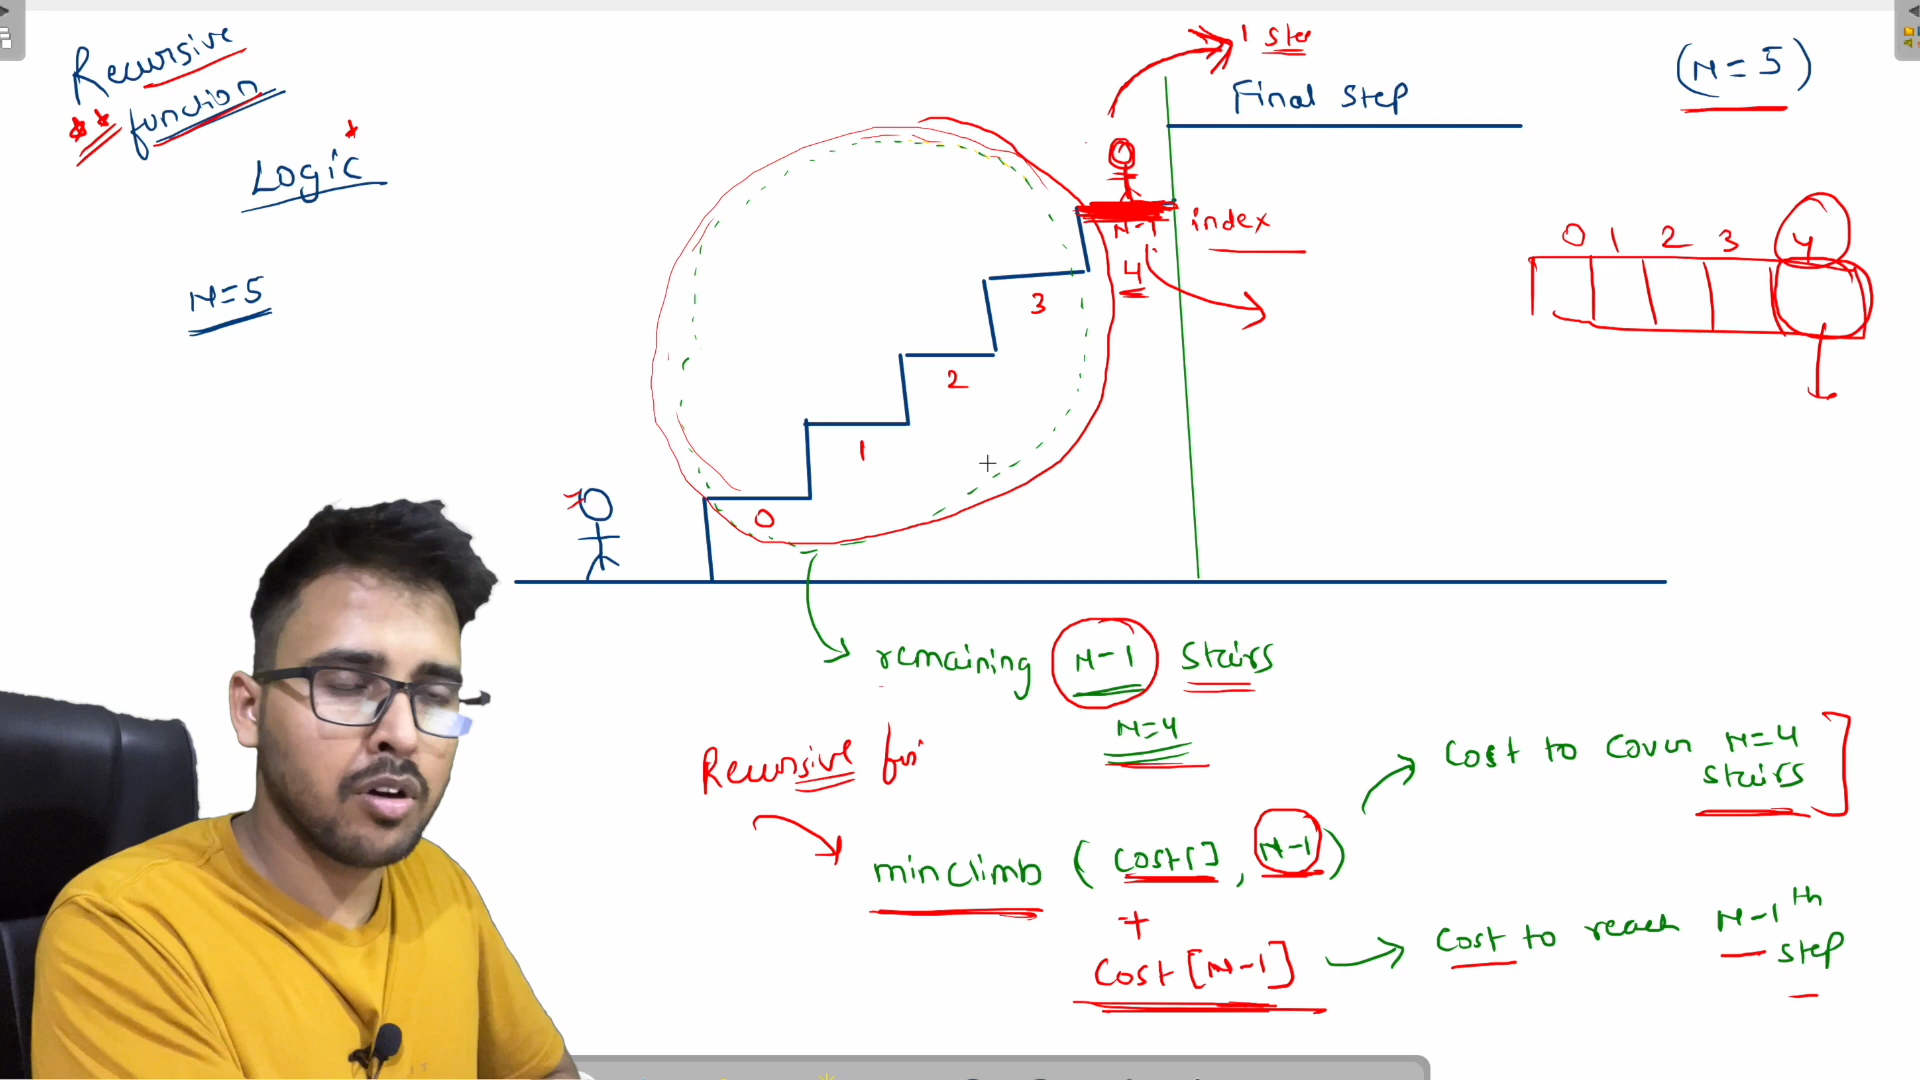 Recursive
** function
Logic *
N=5
1 step
Final step
(N=5)
N-1 index
4
3
2
1
0
0 1 2 3 4
remaining N-1 stairs
N=4
Recursive fun
Cost to cover N=4
stairs
minclimb (cost[], N-1)
+
cost[N-1]
cost to reach N-1th
step